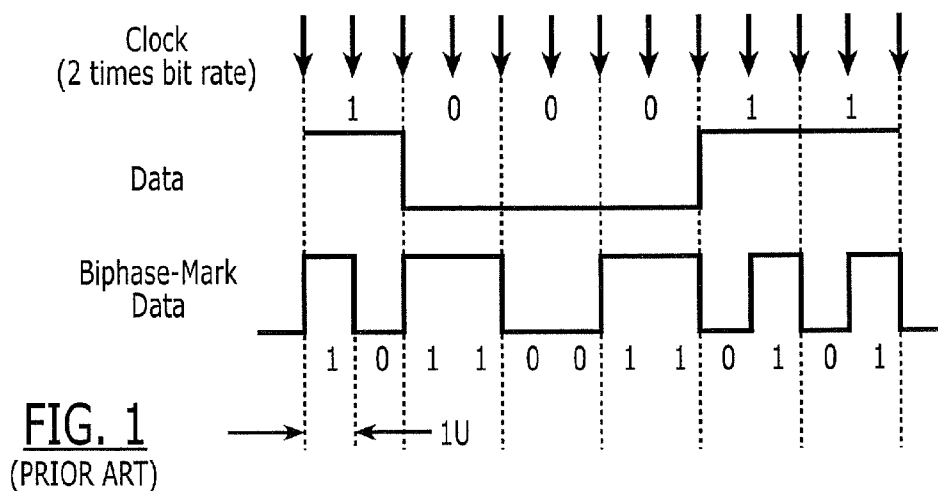 Clock
(2 times bit rate)
1 0 0 0 1 1
Data
Biphase-Mark
Data
1 0 1 1 0 0 1 1 0 1 0 1
1U
FIG. 1
(PRIOR ART)